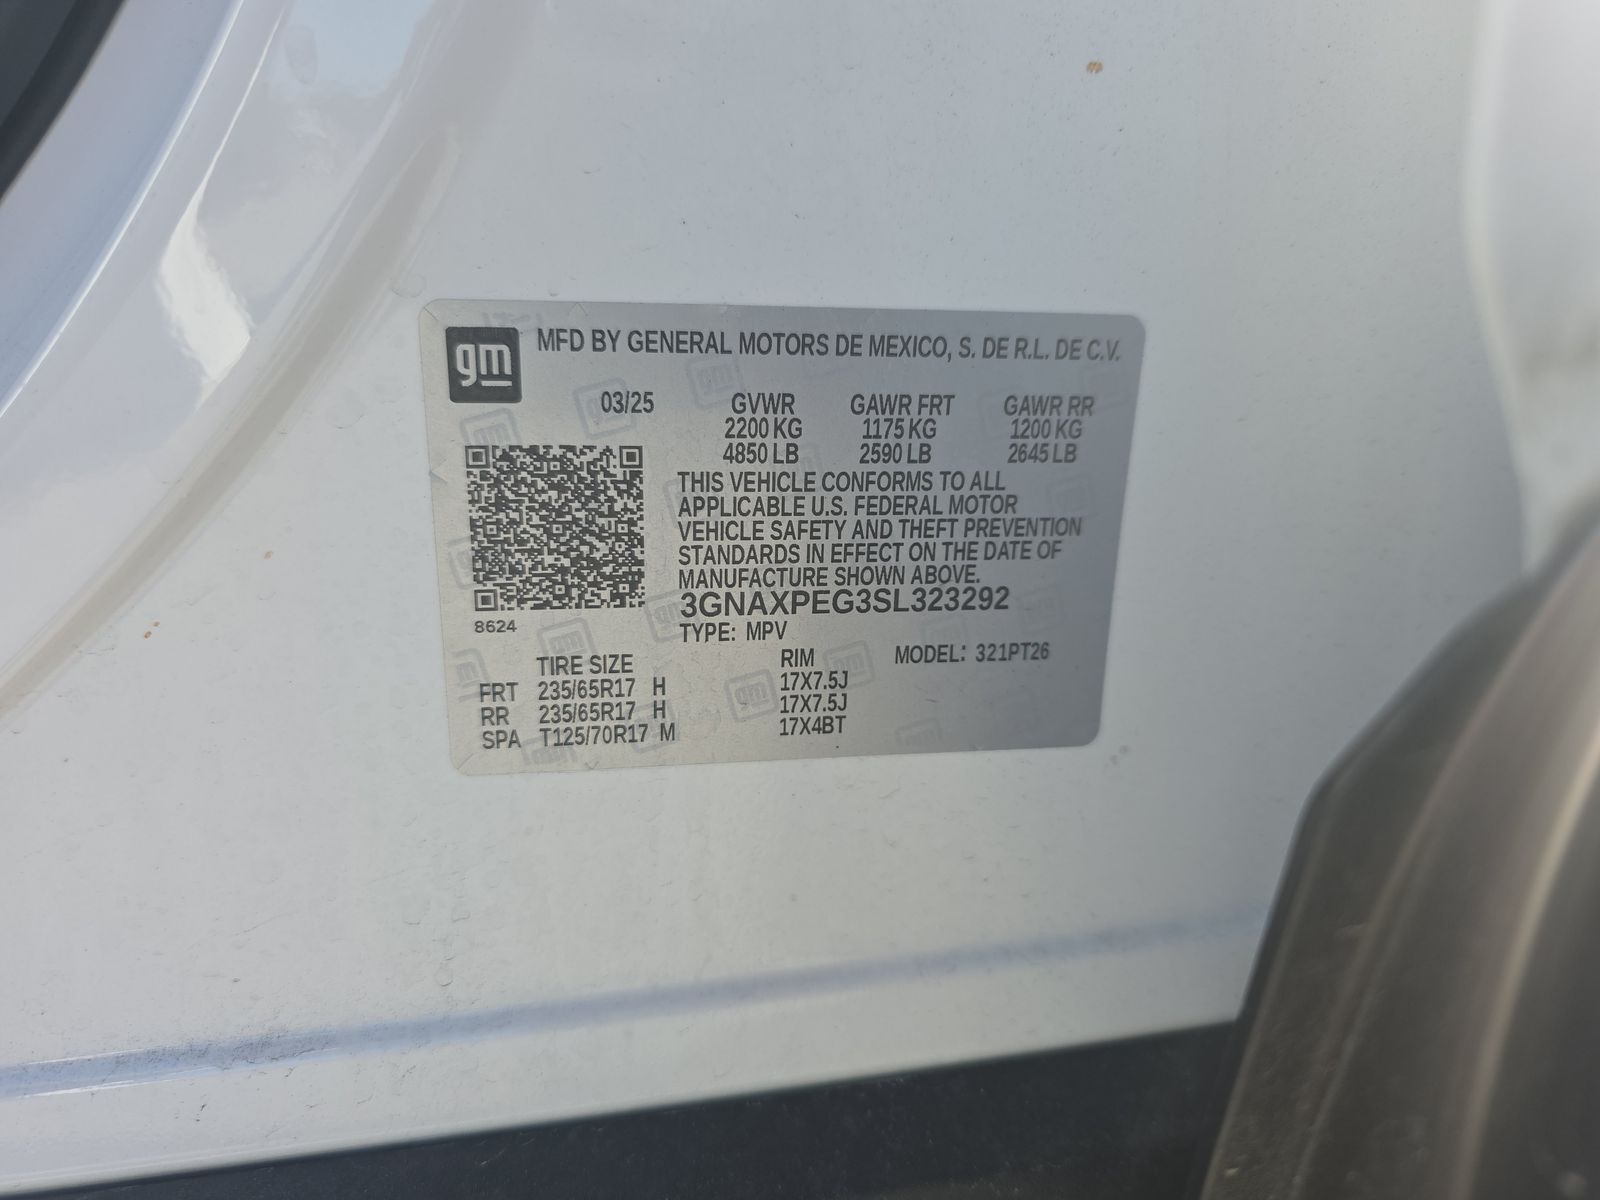 gm
MFD BY GENERAL MOTORS DE MEXICO, S. DE R.L. DE C.V.
03/25 GVWR GAWR FRT GAWR RR
2200 KG 1175 KG 1200 KG
4850 LB 2590 LB 2645 LB
THIS VEHICLE CONFORMS TO ALL
APPLICABLE U.S. FEDERAL MOTOR
VEHICLE SAFETY AND THEFT PREVENTION
STANDARDS IN EFFECT ON THE DATE OF
MANUFACTURE SHOWN ABOVE.
3GNAXPEG3SL323292
8624
TYPE: MPV
MODEL: 321PT26
TIRE SIZE RIM
FRT 235/65R17 H 17X7.5J
RR 235/65R17 H 17X7.5J
SPA T125/70R17 M 17X4BT